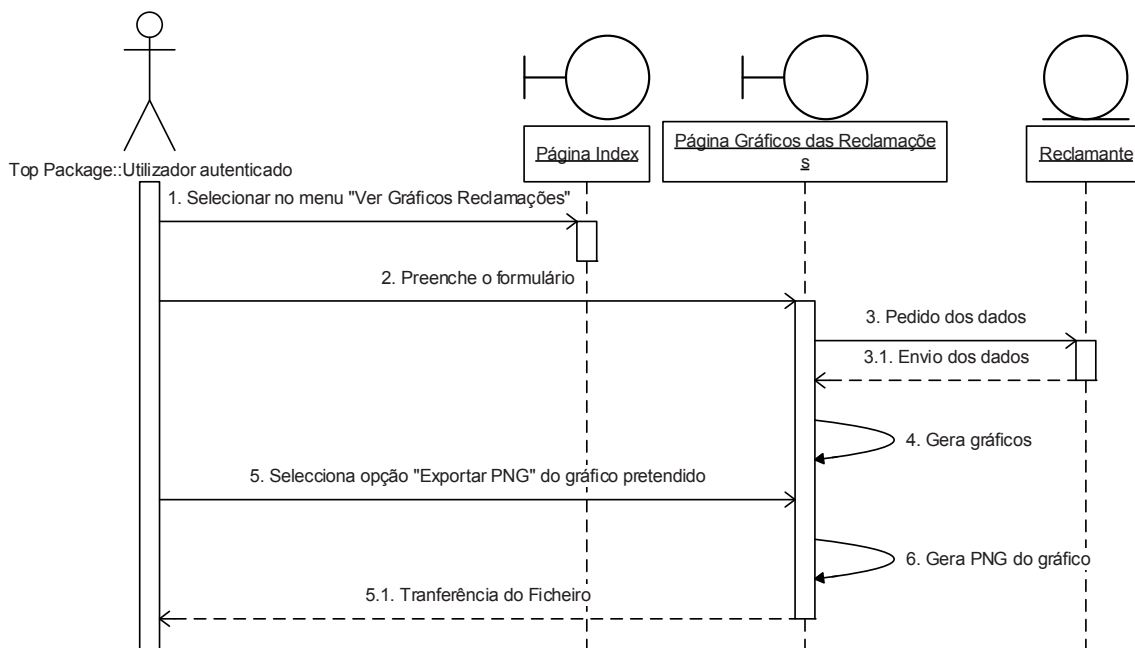 Top Package::Utilizador autenticado
Página Index
Página Gráficos das Reclamaçõe
s
Reclamante
1. Selecionar no menu "Ver Gráficos Reclamações"
2. Preenche o formulário
3. Pedido dos dados
3.1. Envio dos dados
4. Gera gráficos
5. Selecciona opção "Exportar PNG" do gráfico pretendido
6. Gera PNG do gráfico
5.1. Tranferência do Ficheiro